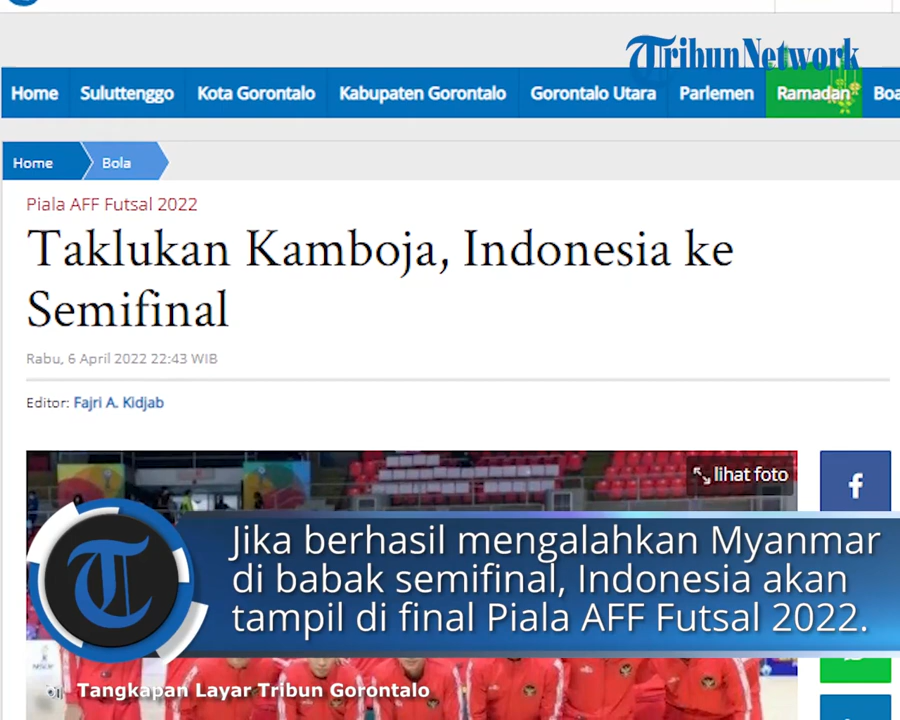 TribunNetwork
Home Suluttenggo Kota Gorontalo Kabupaten Gorontalo Gorontalo Utara Parlemen Ramadan Boa
Home Bola
Piala AFF Futsal 2022
Taklukan Kamboja, Indonesia ke
Semifinal
Rabu, 6 April 2022 22:43 WIB
Editor: Fajri A. Kidjab
lihat foto
f
Jika berhasil mengalahkan Myanmar
di babak semifinal, Indonesia akan
tampil di final Piala AFF Futsal 2022.
T
Tangkapan Layar Tribun Gorontalo